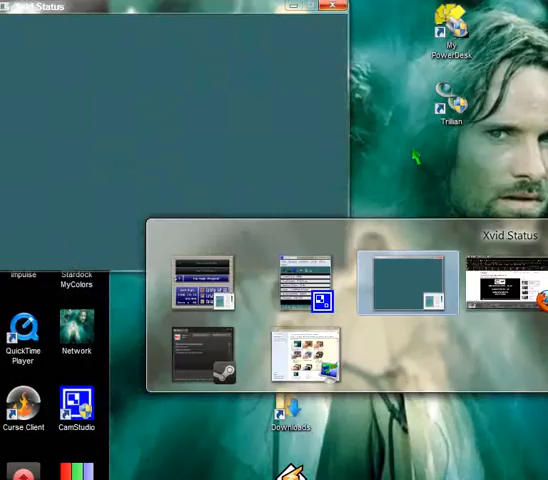 Xvid Status
My
PowerDesk
Trillian
Xvid Status
Impulse
Stardock
MyColors
QuickTime
Player
Network
Curse Client
CamStudio
Downloads